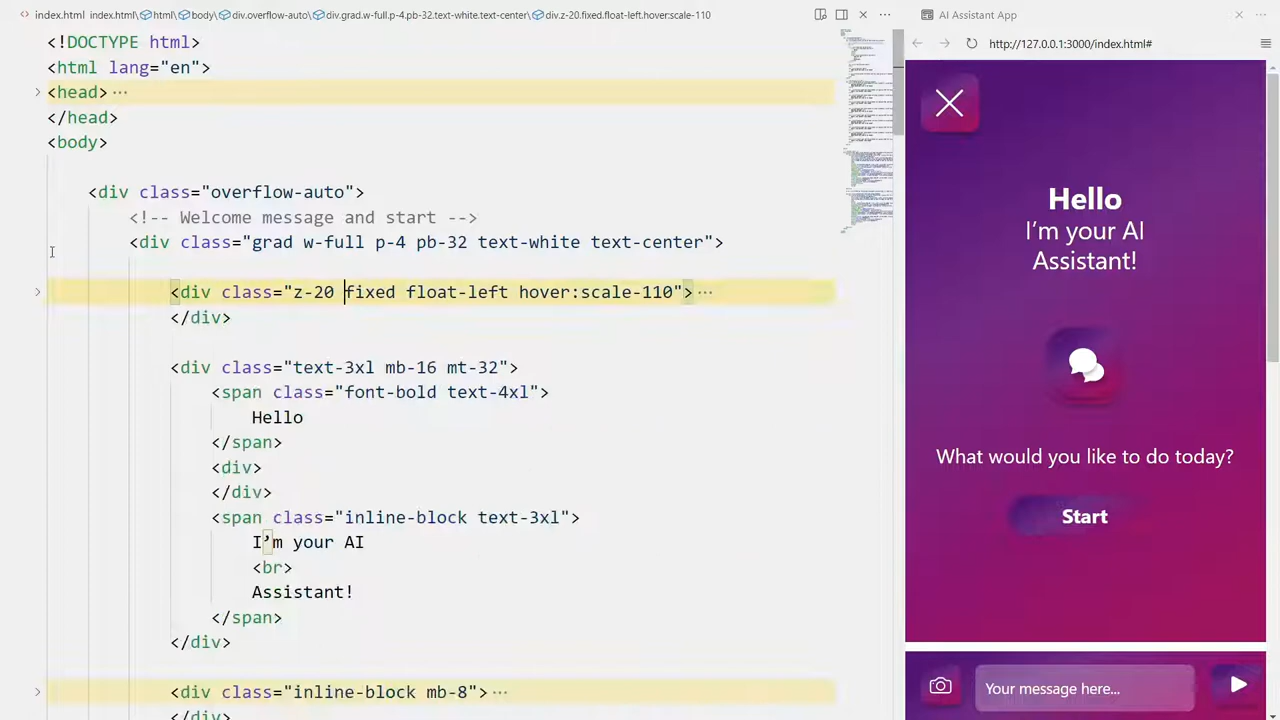 index.html index.html > html > body > div.overflow-auto > div.grad.w-full.p-4.pb-32.text-white.text-center > div.z-20.fixed.float-left.hover:scale-110
<!DOCTYPE html>
<html lang="en">
<head> ...
</head>
<body>
<div class="overflow-auto">
welcome message and start -->
<div class="grad w-full p-4 pb-32 text-white text-center">
<div class="z-20 fixed float-left hover:scale-110"> ...
</div>
<div class="text-3xl mb-16 mt-32">
<span class="font-bold text-4xl">
Hello
</span>
<div>
</div>
<span class="inline-block text-3xl">
I’m your AI
<br>
Assistant!
</span>
</div>
<div class="inline-block mb-8"> ...
</div>
AI Assistant App
http://127.0.0.1:3000/index.html#
Hello
I’m your AI
Assistant!
What would you like to do today?
Start
Your message here...